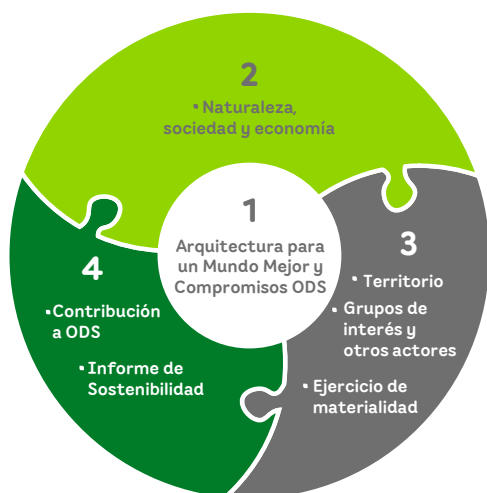 2
• Naturaleza,
sociedad y economía
1
Arquitectura para
un Mundo Mejor y
Compromisos ODS
3
• Territorio
• Grupos de
interés y
otros actores
• Ejercicio de
materialidad
4
• Contribución
a ODS
• Informe de
Sostenibilidad